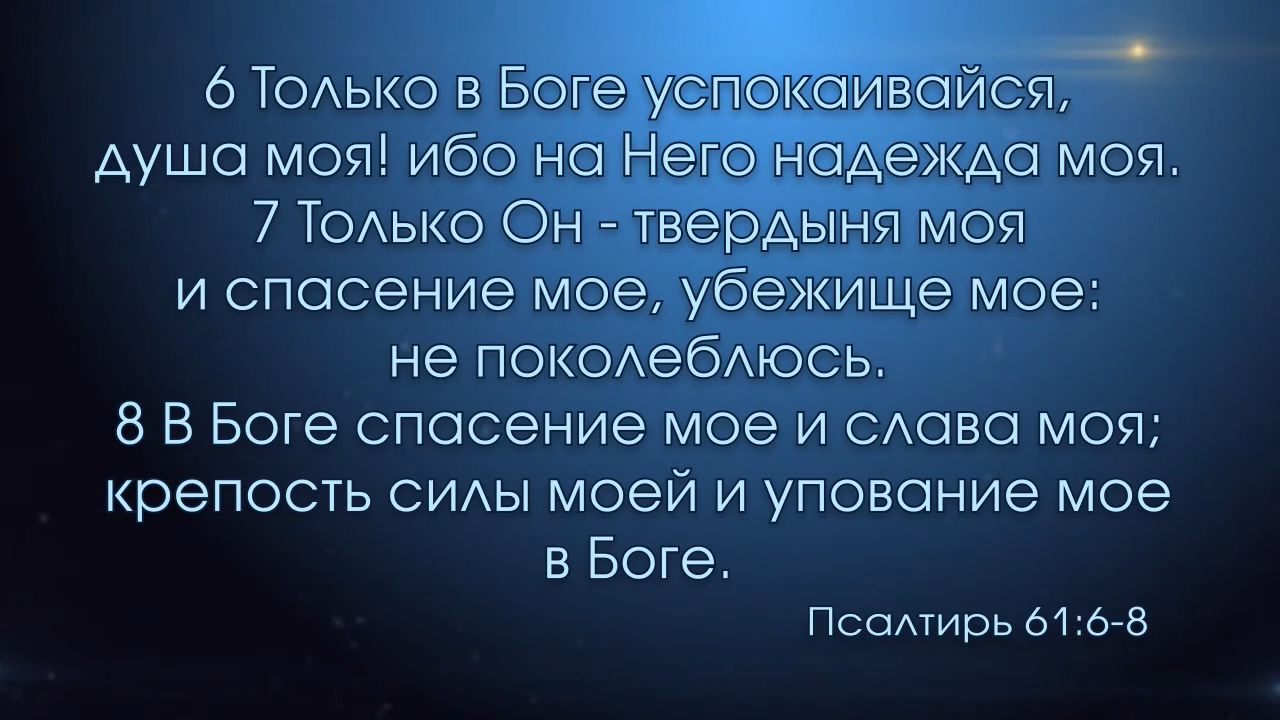 6 Только в Боге успокаивайся,
душа моя! ибо на Него надежда моя.
7 Только Он - твердыня моя
и спасение мое, убежище мое:
не поколеблюсь.
8 В Боге спасение мое и слава моя;
крепость силы моей и упование мое
в Боге.
Псалтирь 61:6-8